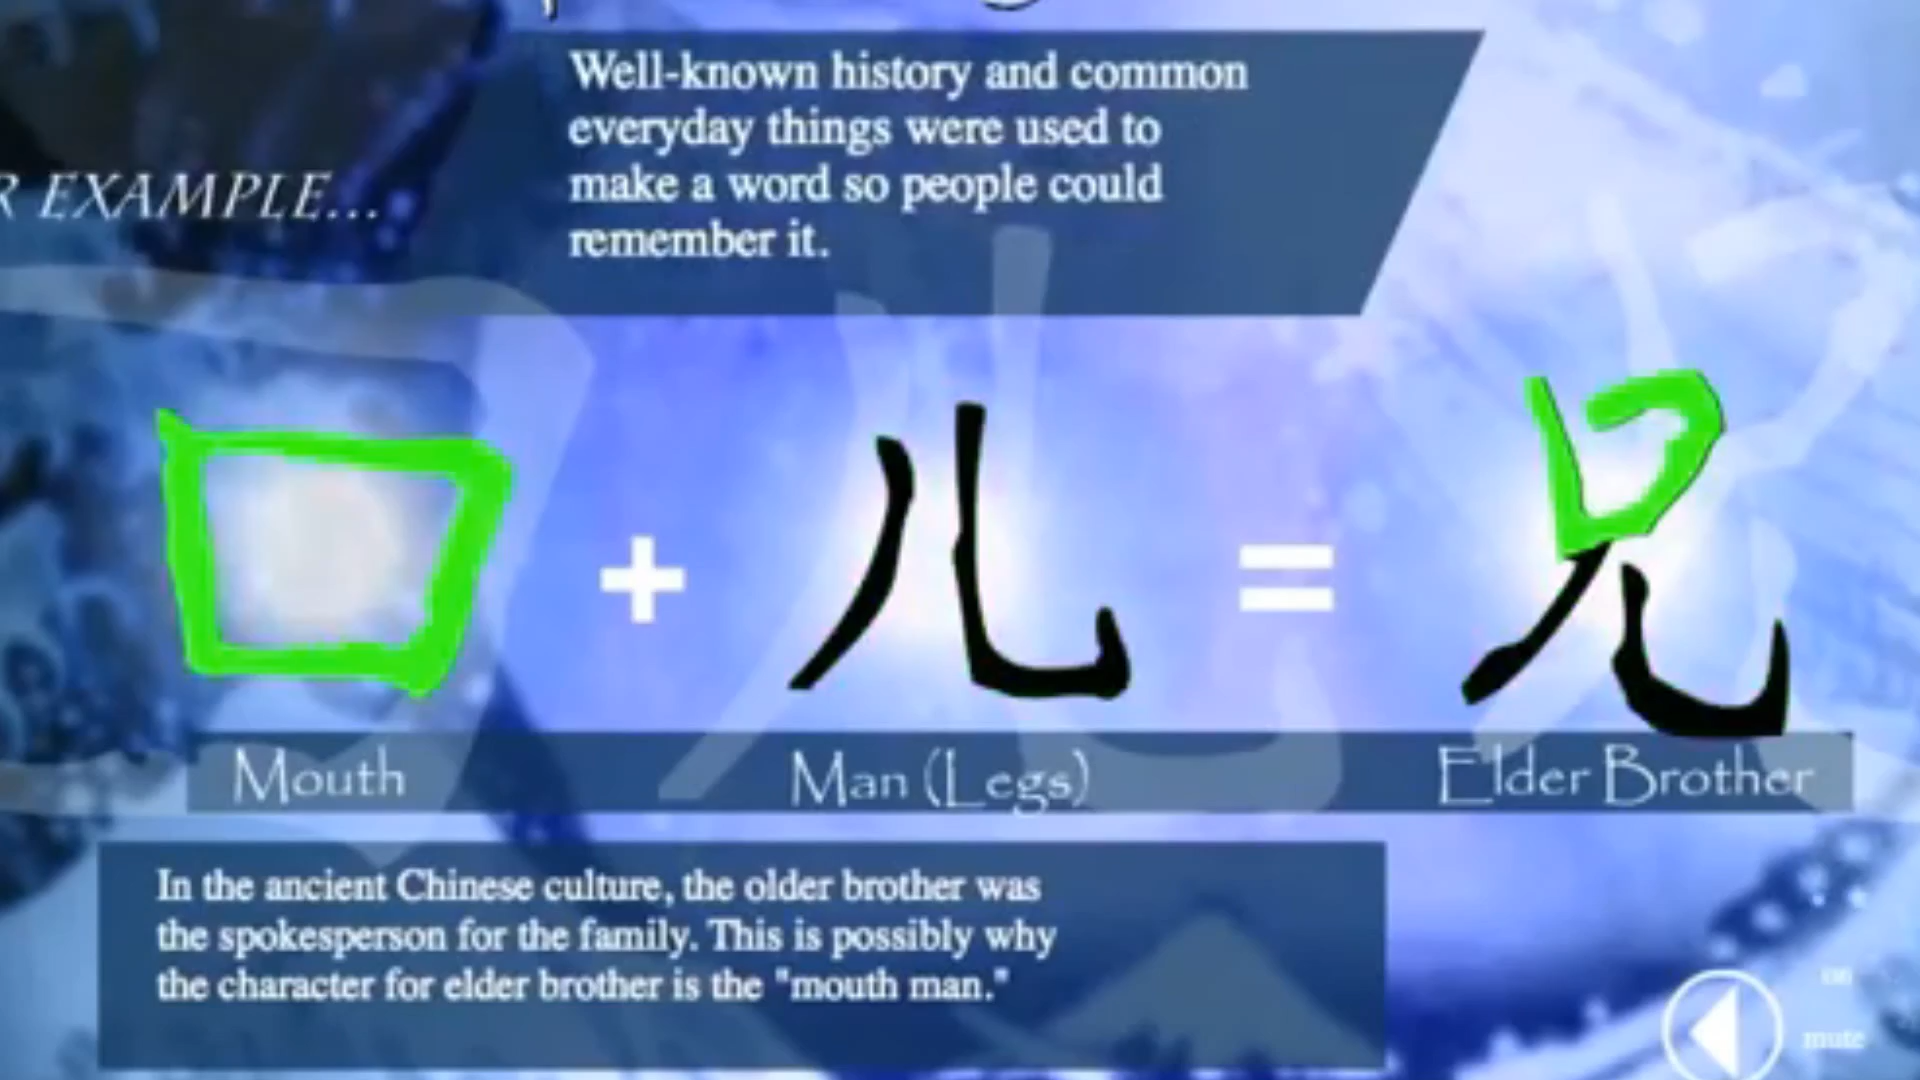 Well-known history and common
everyday things were used to
make a word so people could
remember it.
R EXAMPLE...
口 + 儿 = 兄
Mouth Man (Legs) Elder Brother
In the ancient Chinese culture, the older brother was
the spokesperson for the family. This is possibly why
the character for elder brother is the "mouth man."
on
mute